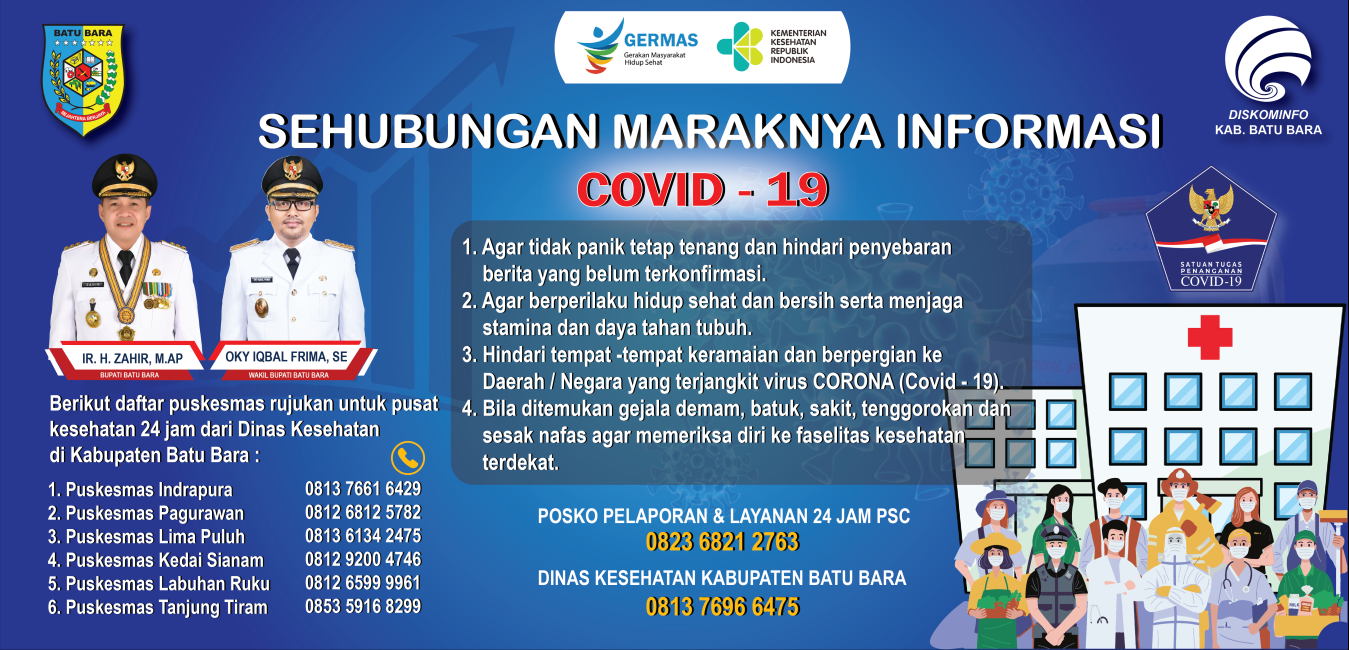 BATU BARA
SEJAHTERA BERJAYA
GERMAS
Gerakan Masyarakat
Hidup Sehat
KEMENTERIAN
KESEHATAN
REPUBLIK
INDONESIA
DISKOMINFO
KAB. BATU BARA
SEHUBUNGAN MARAKNYA INFORMASI
COVID - 19
SATUAN TUGAS
PENANGANAN
COVID-19
1. Agar tidak panik tetap tenang dan hindari penyebaran
berita yang belum terkonfirmasi.
2. Agar berperilaku hidup sehat dan bersih serta menjaga
stamina dan daya tahan tubuh.
3. Hindari tempat -tempat keramaian dan berpergian ke
Daerah / Negara yang terjangkit virus CORONA (Covid - 19).
4. Bila ditemukan gejala demam, batuk, sakit, tenggorokan dan
sesak nafas agar memeriksa diri ke faselitas kesehatan
terdekat.
IR. H. ZAHIR, M.AP
BUPATI BATU BARA
OKY IQBAL FRIMA, SE
WAKIL BUPATI BATU BARA
Berikut daftar puskesmas rujukan untuk pusat
kesehatan 24 jam dari Dinas Kesehatan
di Kabupaten Batu Bara :
1. Puskesmas Indrapura 0813 7661 6429
2. Puskesmas Pagurawan 0812 6812 5782
3. Puskesmas Lima Puluh 0813 6134 2475
4. Puskesmas Kedai Sianam 0812 9200 4746
5. Puskesmas Labuhan Ruku 0812 6599 9961
6. Puskesmas Tanjung Tiram 0853 5916 8299
POSKO PELAPORAN & LAYANAN 24 JAM PSC
0823 6821 2763
DINAS KESEHATAN KABUPATEN BATU BARA
0813 7696 6475